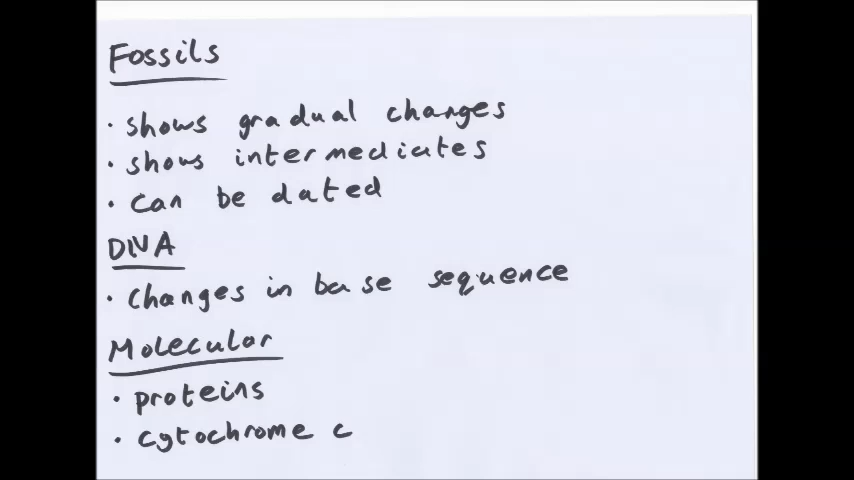 Fossils
· shows gradual changes
· shows intermediates
· can be dated
DNA
· changes in base sequence
Molecular
· proteins
· cytochrome c